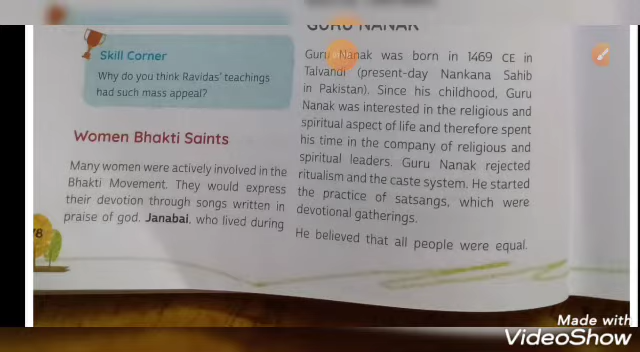 Skill Corner
Why do you think Ravidas' teachings
had such mass appeal?
Women Bhakti Saints
Many women were actively involved in the
Bhakti Movement. They would express
their devotion through songs written in
praise of god. Janabai, who lived during
GURU NANAK
Guru Nanak was born in 1469 CE in
Talvandi (present-day Nankana Sahib
in Pakistan). Since his childhood, Guru
Nanak was interested in the religious and
spiritual aspect of life and therefore spent
his time in the company of religious and
spiritual leaders. Guru Nanak rejected
ritualism and the caste system. He started
the practice of satsangs, which were
devotional gatherings.
He believed that all people were equal.
Made with
VideoShow